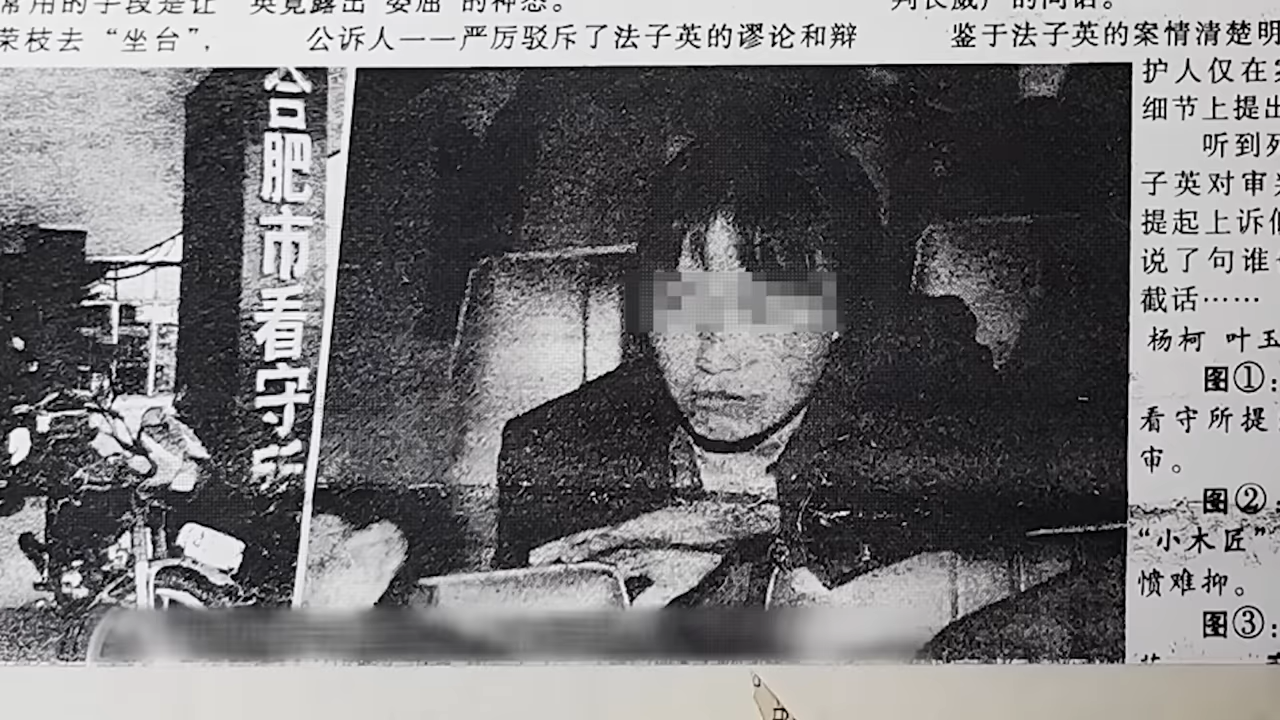 常用的手段是让
荣枝去“坐台”，
英竟露出“委屈”的神态。
公诉人——严厉驳斥了法子英的谬论和辩
鉴于法子英的案情清楚明
护人仅在
细节上提出
听到死
子英对审判
提起上诉
说了句谁
截话……
杨柯 叶玉
图①：
看守所提
审。
图②：
“小木匠”
愤难抑。
图③：
合肥市看守所